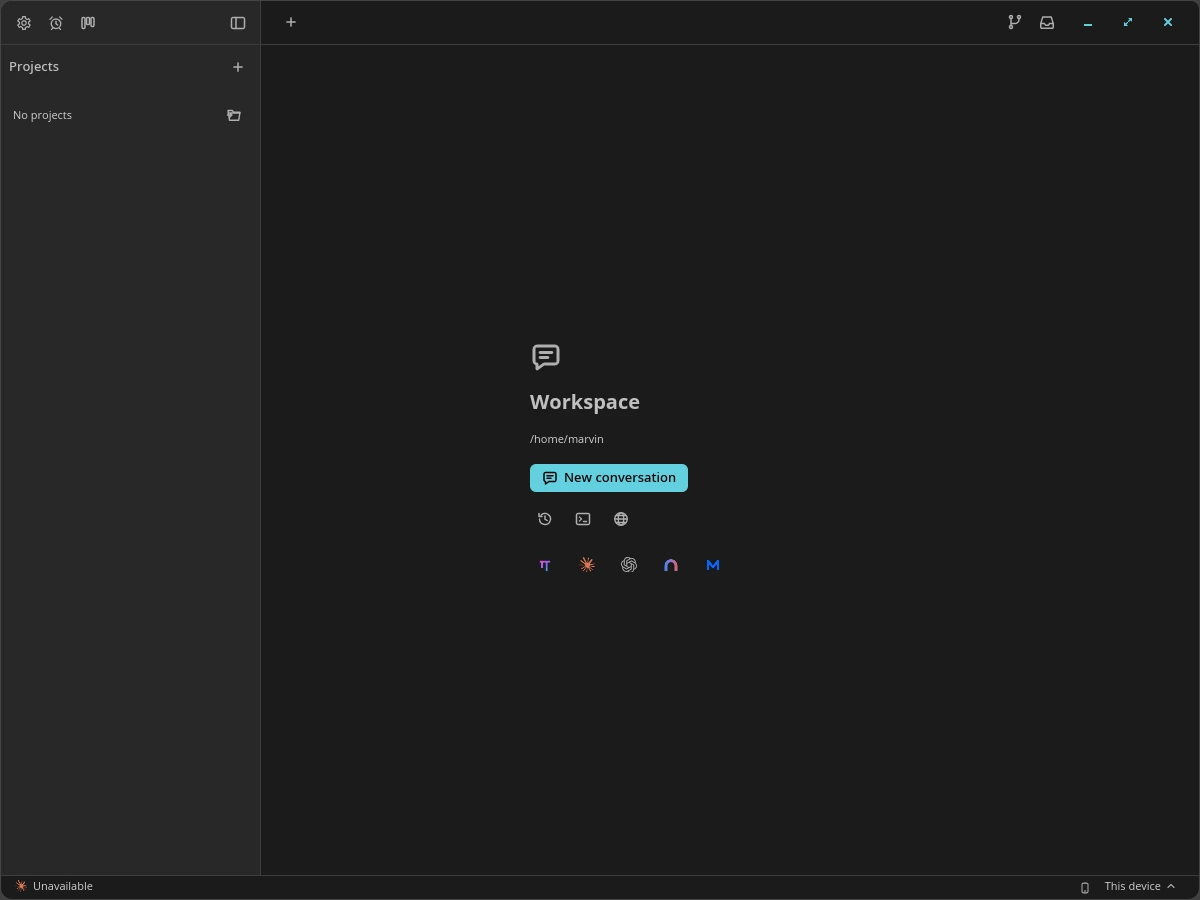 Projects
No projects
Workspace
/home/marvin
New conversation
Unavailable
This device